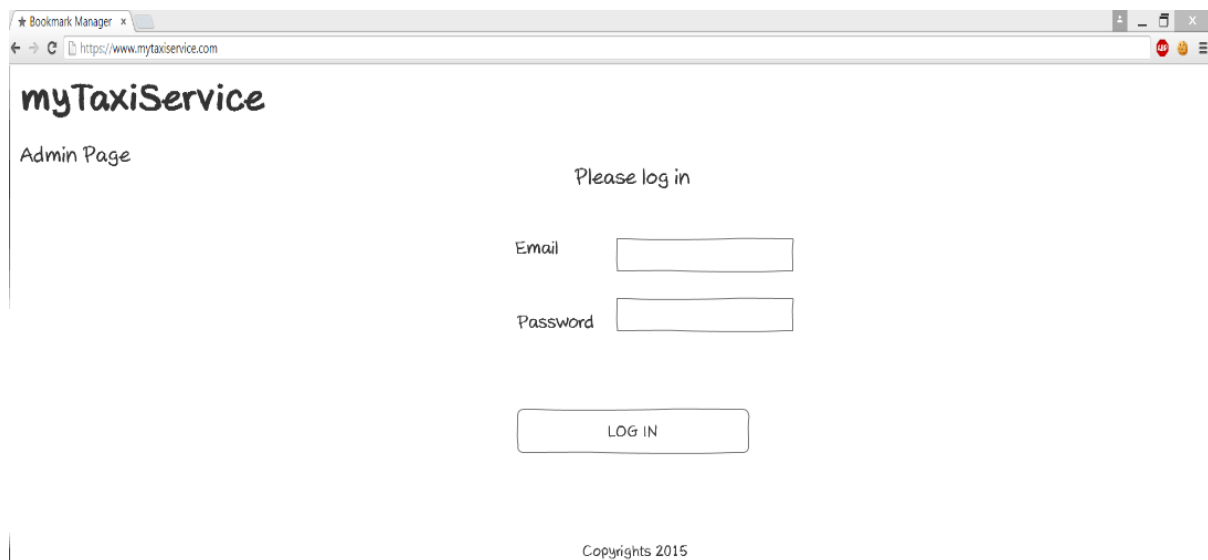 Bookmark Manager
https://www.mytaxiservice.com
myTaxiService
Admin Page
Please log in
Email
Password
LOG IN
Copyrights 2015